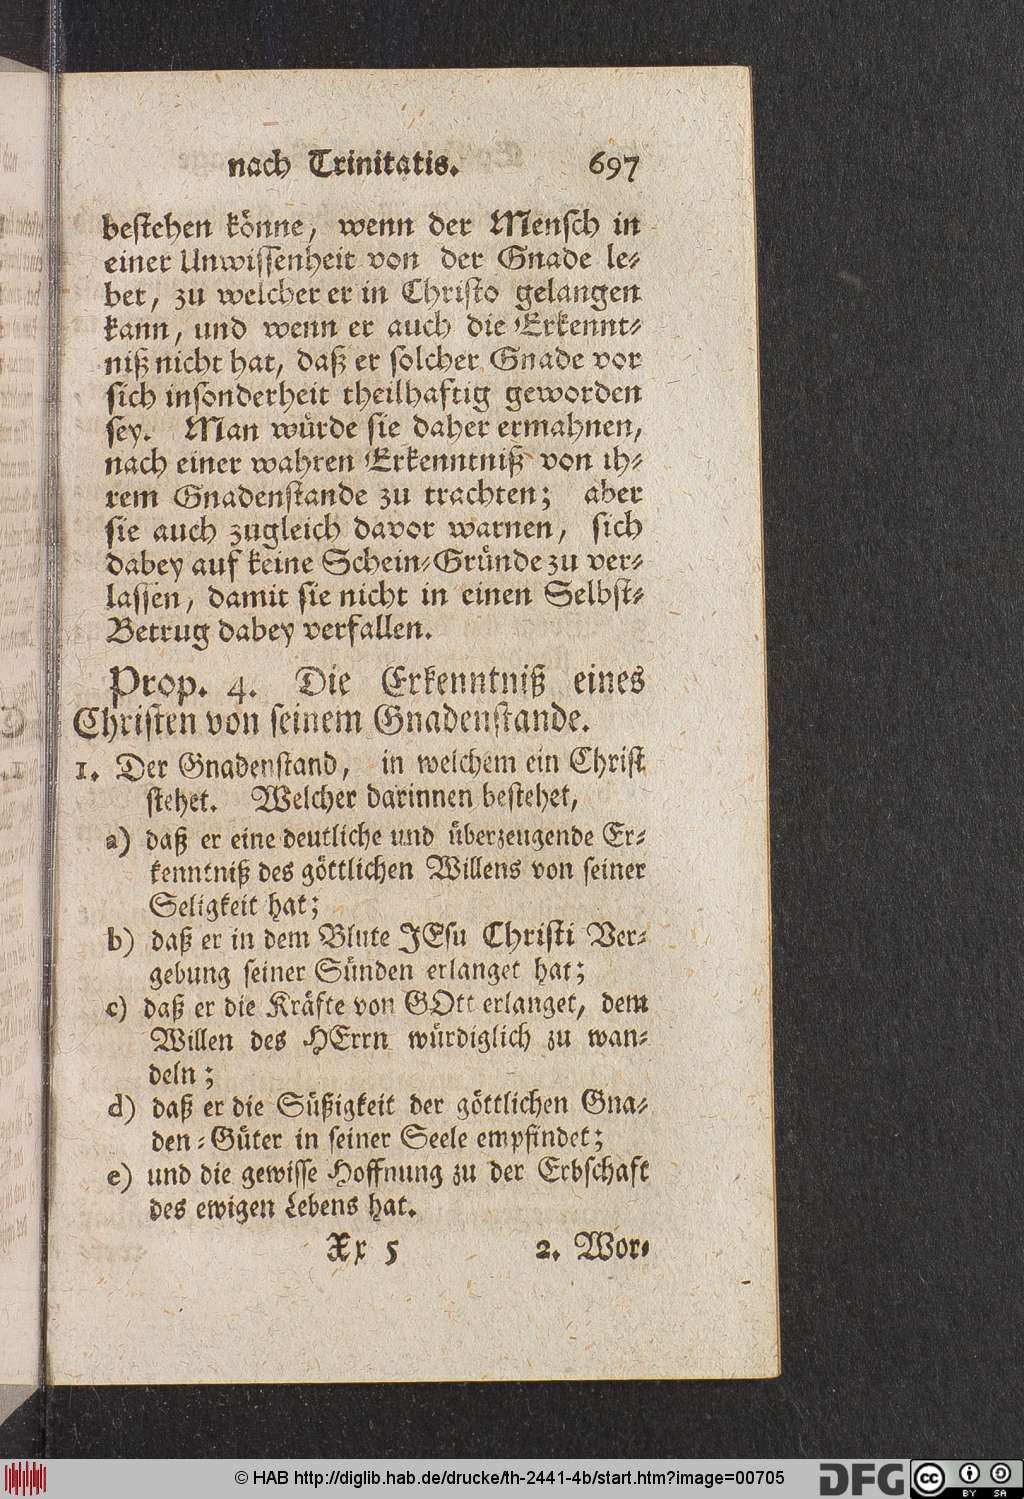 nach Trinitatis. 697
bestehen könne, wenn der Mensch in
einer Unwissenheit von der Gnade le-
bet, zu welcher er in Christo gelangen
kann, und wenn er auch die Erkennt-
niß nicht hat, daß er solcher Gnade vor
sich insonderheit theilhaftig geworden
sey. Man würde sie daher ermahnen,
nach einer wahren Erkenntniß von ih-
rem Gnadenstande zu trachten; aber
sie auch zugleich davor warnen, sich
dabey auf keine Schein-Gründe zu ver-
lassen, damit sie nicht in einen Selbst-
Betrug dabey verfallen.
Prop. 4. Die Erkenntniß eines
Christen von seinem Gnadenstande.
1. Der Gnadenstand, in welchem ein Christ
stehet. Welcher darinnen bestehet,
a) daß er eine deutliche und überzeugende Er-
kenntniß des göttlichen Willens von seiner
Seligkeit hat;
b) daß er in dem Blute JEsu Christi Ver-
gebung seiner Sünden erlanget hat;
c) daß er die Kräfte von GOtt erlanget, dem
Willen des HErrn würdiglich zu wan-
deln;
d) daß er die Süßigkeit der göttlichen Gna-
den-Güter in seiner Seele empfindet;
e) und die gewisse Hoffnung zu der Erbschaft
des ewigen Lebens hat.
Xx 5 2. Wor-
© HAB http://diglib.hab.de/drucke/th-2441-4b/start.htm?image=00705
DFG cc BY SA